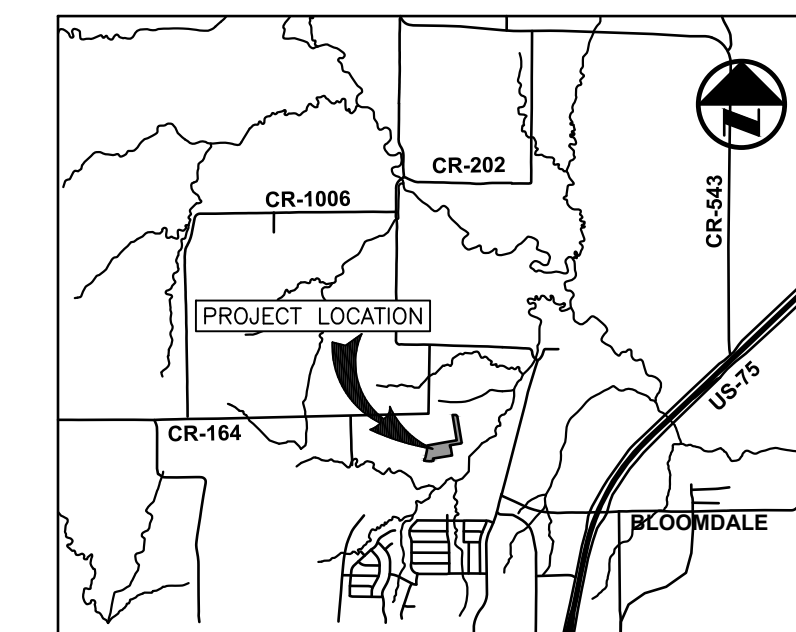 CR-202
CR-1006
CR-543
PROJECT LOCATION
US-75
CR-164
BLOOMDALE